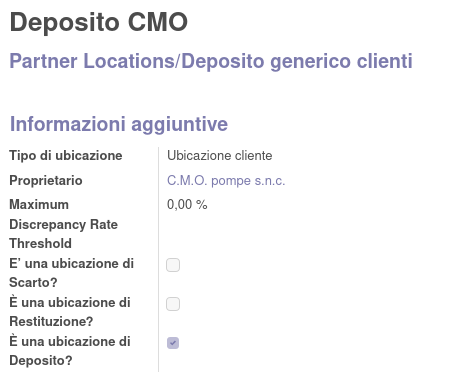 Deposito CMO
Partner Locations/Deposito generico clienti
Informazioni aggiuntive
Tipo di ubicazione Ubicazione cliente
Proprietario C.M.O. pompe s.n.c.
Maximum 0,00 %
Discrepancy Rate
Threshold
E' una ubicazione di
Scarto?
È una ubicazione di
Restituzione?
È una ubicazione di
Deposito?